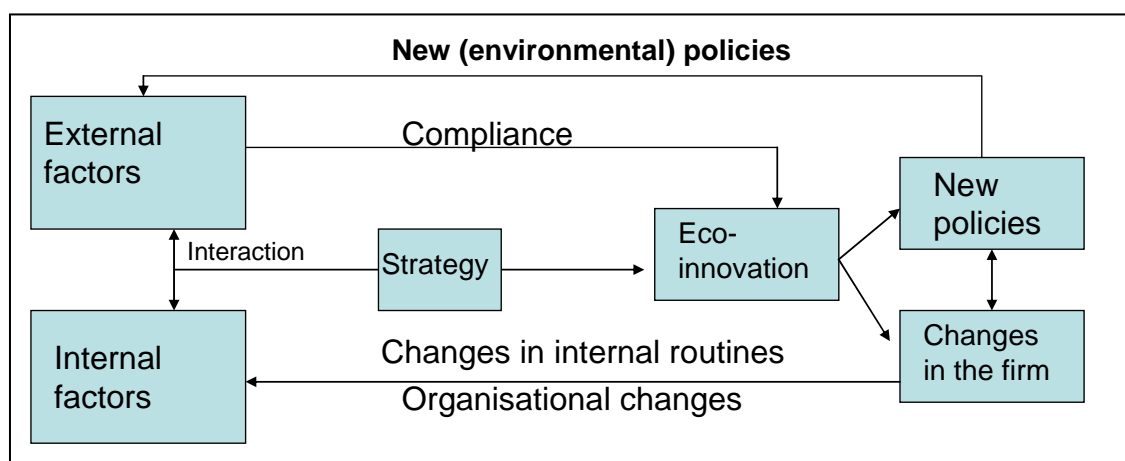 New (environmental) policies
External
factors
Compliance
New
policies
Interaction
Strategy
Eco-
innovation
Internal
factors
Changes in internal routines
Organisational changes
Changes
in the firm